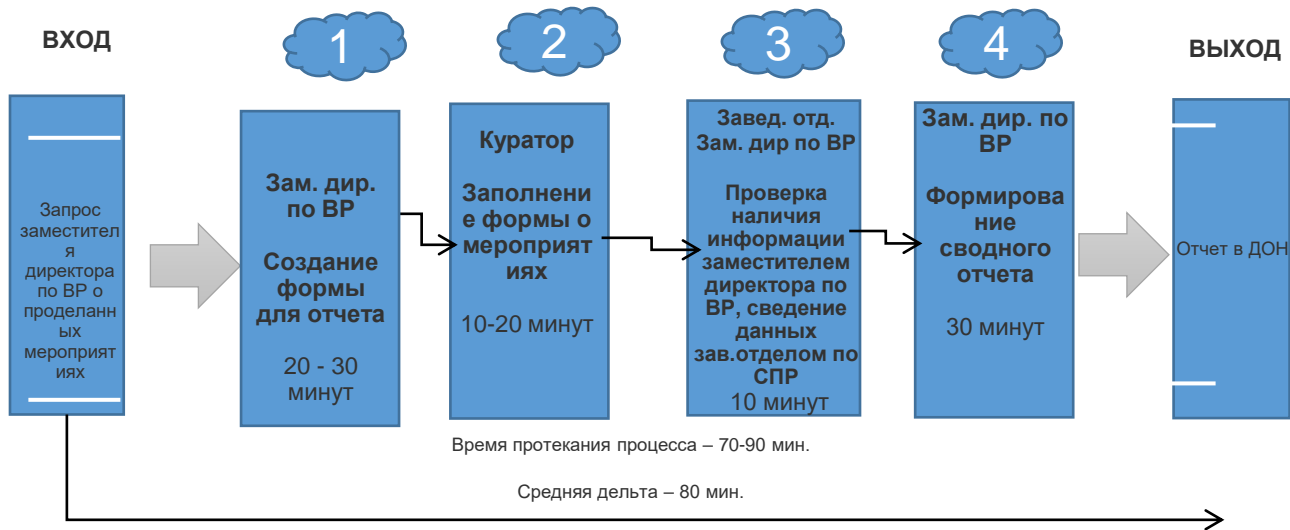 ВХОД
1
2
3
4
ВЫХОД
Запрос
заместител
я
директора
по ВР о
проделанн
ых
мероприят
иях
Зам. дир.
по ВР
Создание
формы
для отчета
20 - 30
минут
Куратор
Заполнени
е формы о
мероприят
иях
10-20 минут
Завед. отд.
Зам. дир по ВР
Проверка
наличия
информации
заместителем
директора по
ВР, сведение
данных
зав.отделом по
СПР
10 минут
Зам. дир. по
ВР
Формирова
ние
сводного
отчета
30 минут
Отчет в ДОН
Время протекания процесса – 70-90 мин.
Средняя дельта – 80 мин.